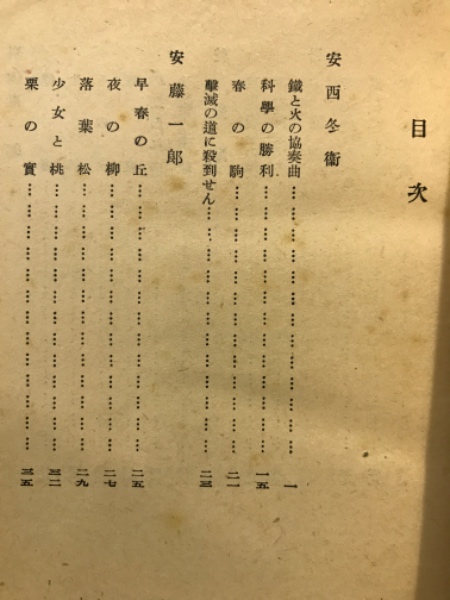 目次
安西冬衞
鐵と火の協奏曲……………………………………一
科學の勝利……………………………………一五
春の駒……………………………………二一
擊滅の道に殺到せん……………………………………二三
安藤一郎
早春の丘……………………………………二五
夜の柳……………………………………二七
落葉松……………………………………二九
少女と桃……………………………………三二
栗の實……………………………………三五